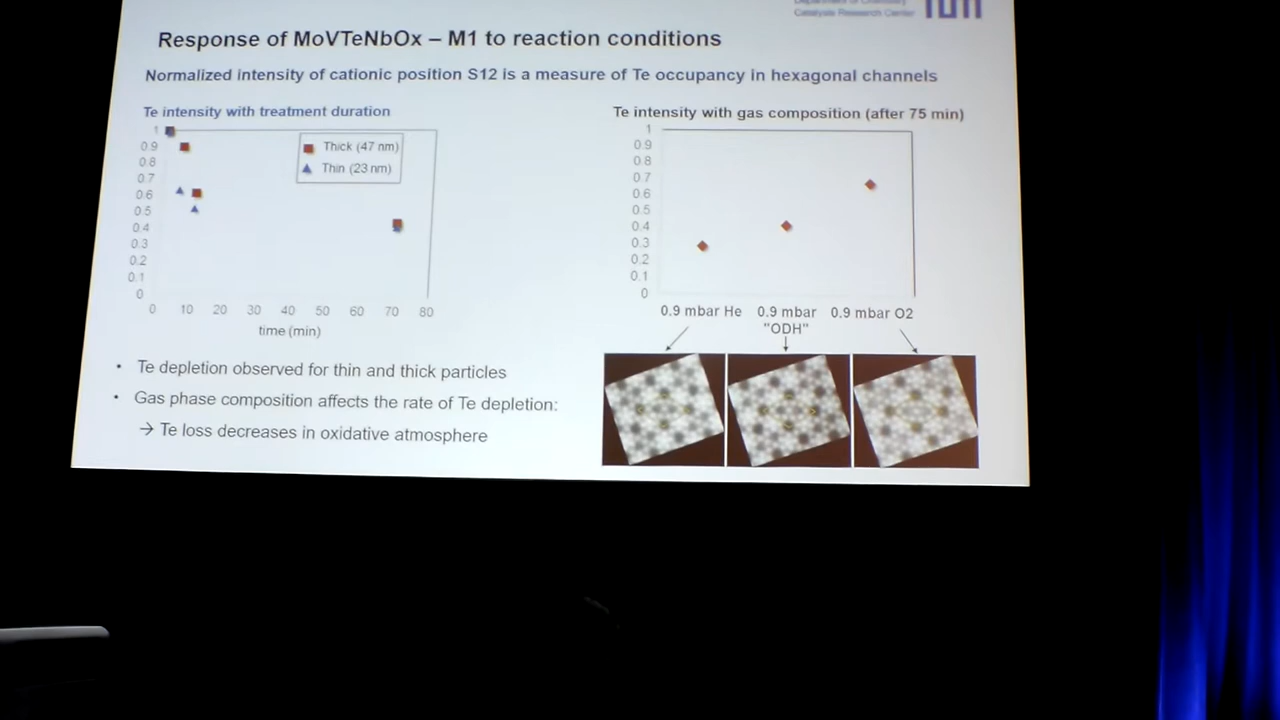 Catalysis Research Center TUM
Response of MoVTeNbOx – M1 to reaction conditions
Normalized intensity of cationic position S12 is a measure of Te occupancy in hexagonal channels
Te intensity with treatment duration
1
0.9
0.8
0.7
0.6
0.5
0.4
0.3
0.2
0.1
0
Thick (47 nm)
Thin (23 nm)
0 10 20 30 40 50 60 70 80
time (min)
Te intensity with gas composition (after 75 min)
1
0.9
0.8
0.7
0.6
0.5
0.4
0.3
0.2
0.1
0
0.9 mbar He 0.9 mbar 0.9 mbar O2
"ODH"
• Te depletion observed for thin and thick particles
• Gas phase composition affects the rate of Te depletion:
→ Te loss decreases in oxidative atmosphere